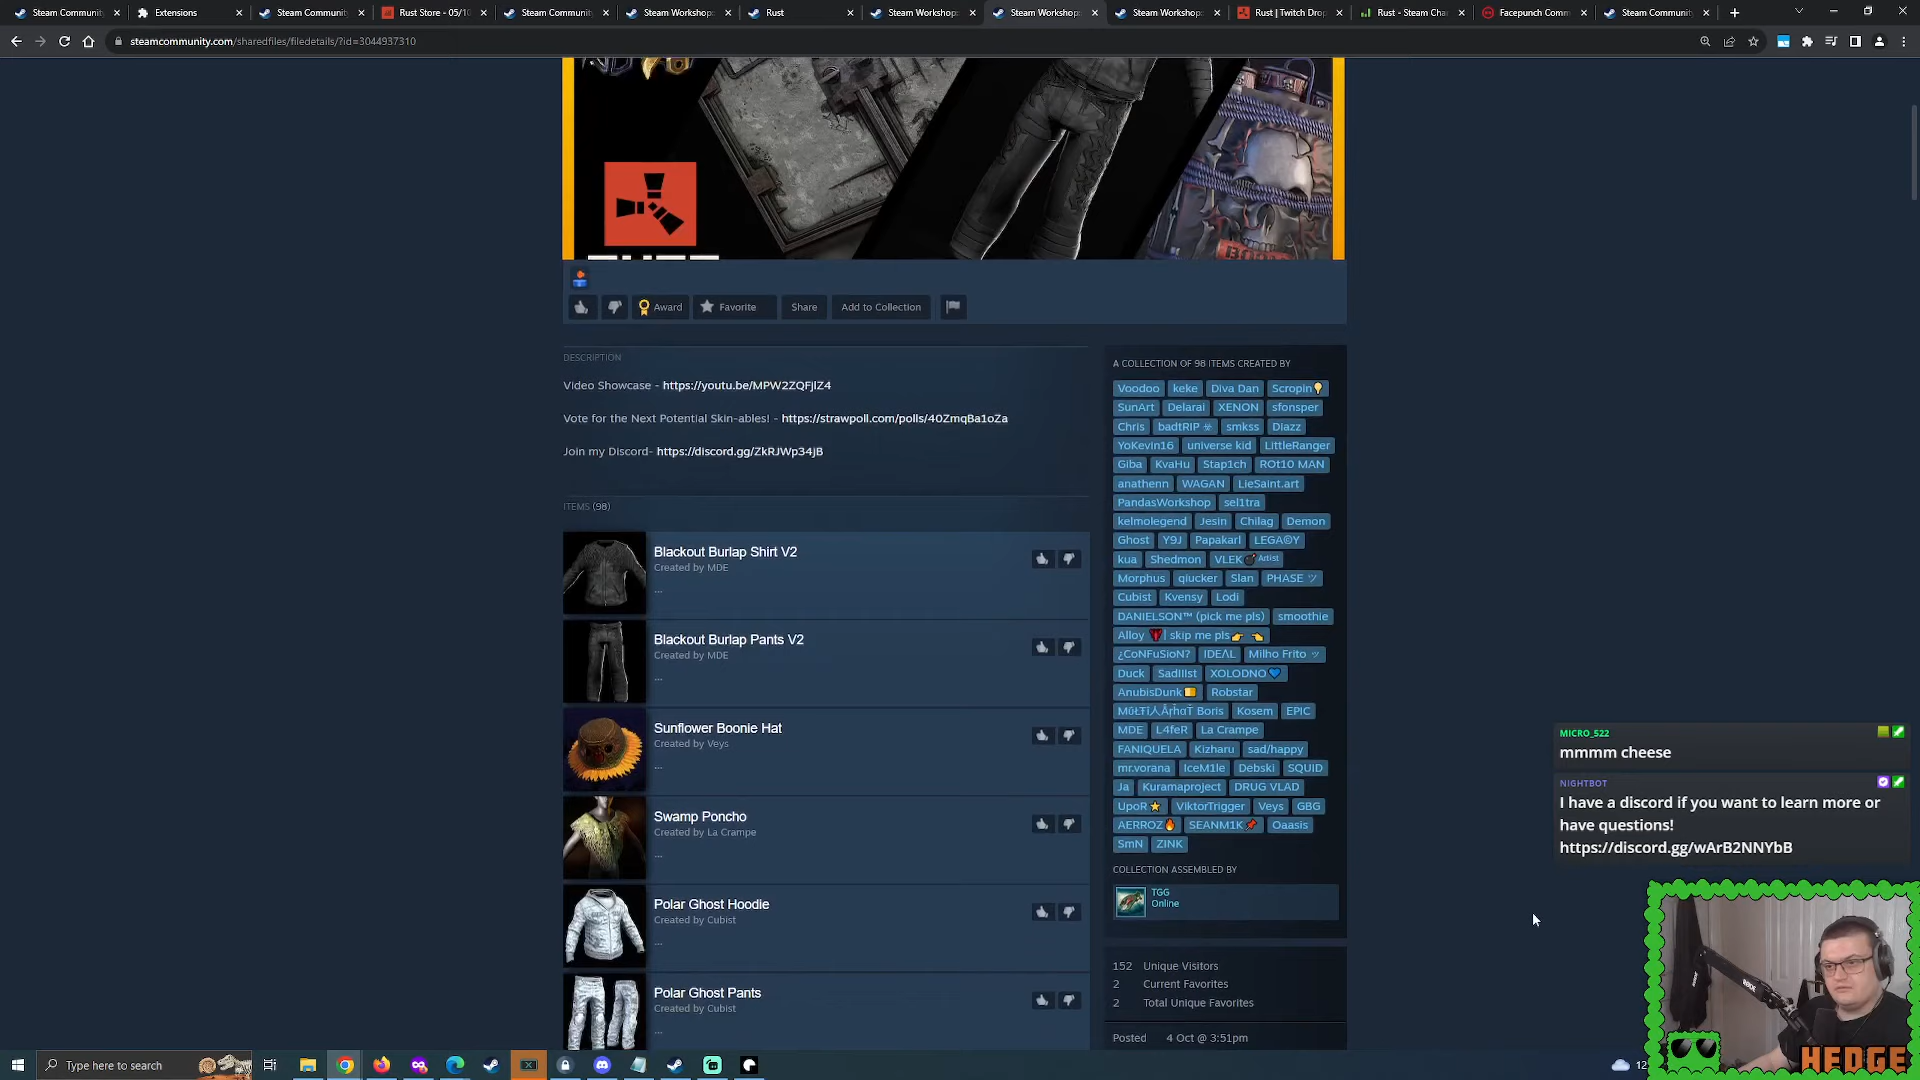 Steam Communi
Extensions
Steam Communit
Rust Store - 05/10
Steam Communit
Steam Workshop:
Rust
Steam Workshop:
Steam Workshop:
Steam Workshop:
Rust | Twitch Drop
Rust - Steam Cha
Facepunch Comm
Steam Communit
steamcommunity.com/sharedfiles/filedetails/?id=3044937310
Award
Favorite
Share
Add to Collection
DESCRIPTION
Video Showcase - https://youtu.be/MPW2ZQFjIZ4
Vote for the Next Potential Skin-ables! - https://strawpoll.com/polls/40ZmqBa1oZa
Join my Discord- https://discord.gg/ZkRJWp34jB
ITEMS (98)
Blackout Burlap Shirt V2
Created by MDE
...
Blackout Burlap Pants V2
Created by MDE
...
Sunflower Boonie Hat
Created by Veys
...
Swamp Poncho
Created by La Crampe
...
Polar Ghost Hoodie
Created by Cubist
...
Polar Ghost Pants
Created by Cubist
...
A COLLECTION OF 98 ITEMS CREATED BY
Voodoo keke Diva Dan Scropin
SunArt Delarai XENON sfonsper
Chris badtRIP ☣ smkss Diazz
YoKevin16 universe kid LittleRanger
Giba KvaHu Stap1ch ROt10 MAN
anathenn WAGAN LieSaint.art
PandasWorkshop sel1tra
kelmolegend Jesin Chilag Demon
Ghost Y9J Papakarl LEGA©Y
kua Shedmon VLEK💣Artist
Morphus qiucker Slan PHASE ツ
Cubist Kvensy Lodi
DANIELSON™ (pick me pls) smoothie
Alloy | skip me pls
¿CoNFuSioN? IDEΛL Milho Frito ッ
Duck SadIIIst XOLODNO💙
AnubisDunk Robstar
Boris Kosem EPIC
MDE L4feR La Crampe
FANIQUELA Kizharu sad/happy
mr.vorana IceM1le Debski SQUID
Ja Kuramaproject DRUG VLAD
UpoR⭐ ViktorTrigger Veys GBG
AERROZ🔥 SEANM1K📌 Oaasis
SmN ZINK
COLLECTION ASSEMBLED BY
TGG
Online
152 Unique Visitors
2 Current Favorites
2 Total Unique Favorites
Posted 4 Oct @ 3:51pm
MICRO_522
mmmm cheese
NIGHTBOT
I have a discord if you want to learn more or
have questions!
https://discord.gg/wArB2NNYbB
RODE
HEDGE
Type here to search
12